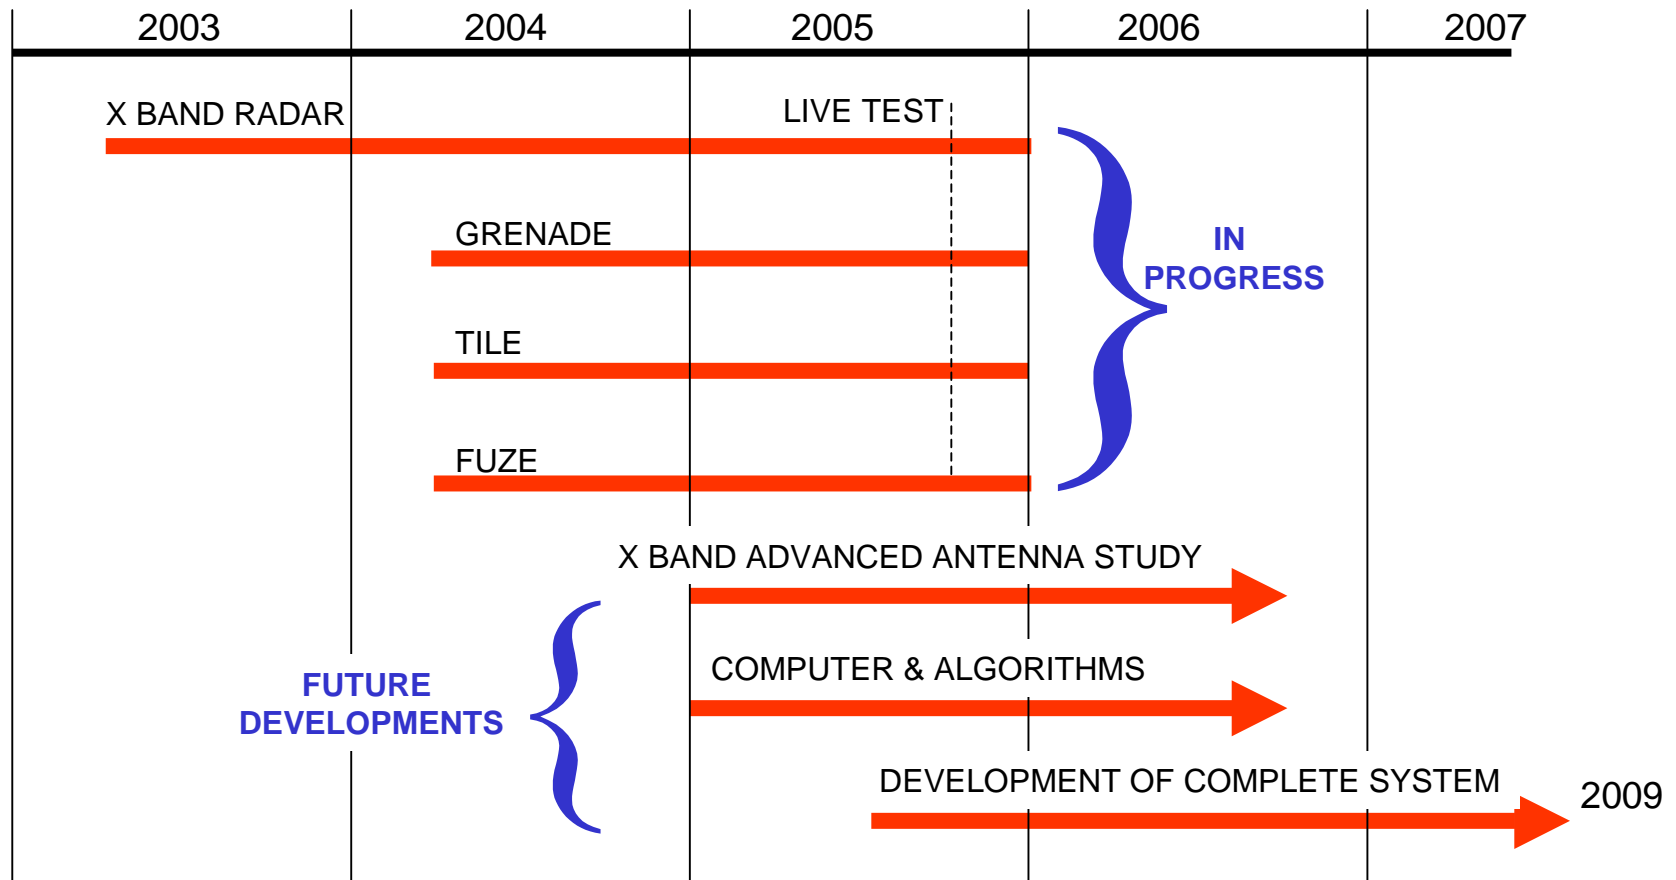 2003
2004
2005
2006
2007
X BAND RADAR
LIVE TEST
GRENADE
IN
PROGRESS
TILE
FUZE
X BAND ADVANCED ANTENNA STUDY
COMPUTER & ALGORITHMS
FUTURE
DEVELOPMENTS
DEVELOPMENT OF COMPLETE SYSTEM
2009